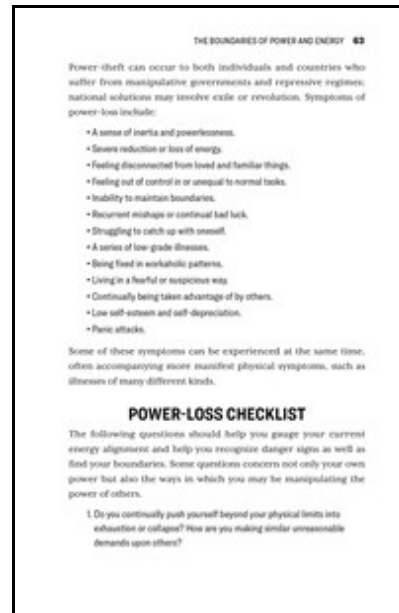 THE BOUNDARIES OF POWER AND ENERGY 63
Power-theft can occur to both individuals and countries who
suffer from manipulative governments and repressive regimes;
national solutions may involve exile or revolution. Symptoms of
power-loss include:
• A sense of inertia and powerlessness.
• Severe reduction or loss of energy.
• Feeling disconnected from loved and familiar things.
• Feeling out of control in or unequal to normal tasks.
• Inability to maintain boundaries.
• Recurrent mishaps or continual bad luck.
• Struggling to catch up with oneself.
• A series of low-grade illnesses.
• Being fixed in workaholic patterns.
• Living in a fearful or suspicious way.
• Continually being taken advantage of by others.
• Low self-esteem and self-depreciation.
• Panic attacks.
Some of these symptoms can be experienced at the same time,
often accompanying more manifest physical symptoms, such as
illnesses of many different kinds.
POWER-LOSS CHECKLIST
The following questions should help you gauge your current
energy alignment and help you recognize danger signs as well as
find your boundaries. Some questions concern not only your own
power but also the ways in which you may be manipulating the
power of others.
1. Do you continually push yourself beyond your physical limits into
exhaustion or collapse? How are you making similar unreasonable
demands upon others?